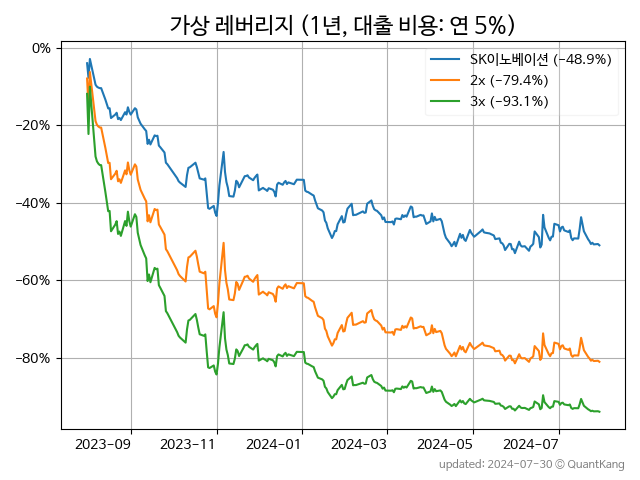 가상 레버리지 (1년, 대출 비용: 연 5%)
SK이노베이션 (−48.9%)
2x (−79.4%)
3x (−93.1%)
0%
−20%
−40%
−60%
−80%
2023−09 2023−11 2024−01 2024−03 2024−05 2024−07
updated: 2024-07-30 © QuantKang